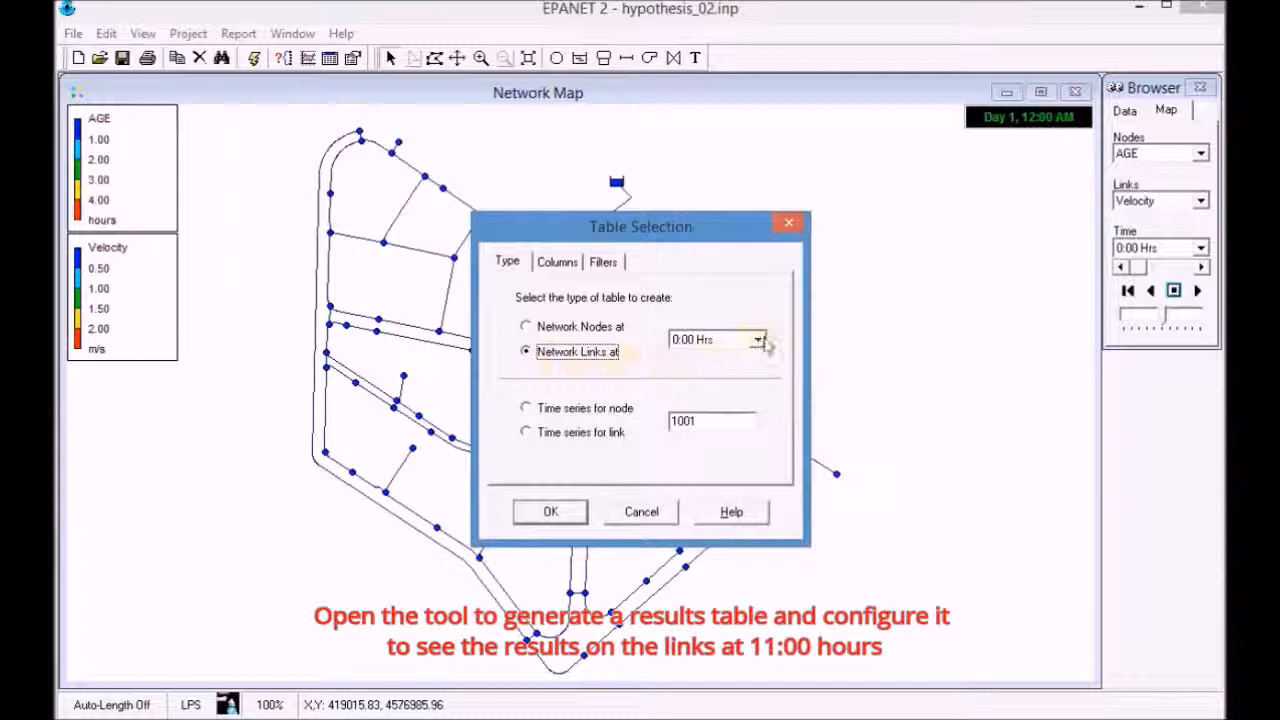 EPANET 2 - hypothesis_02.inp
File Edit View Project Report Window Help
T
Network Map
Day 1, 12:00 AM
AGE
1.00
2.00
3.00
4.00
hours
Velocity
0.50
1.00
1.50
2.00
m/s
Browser
Data Map
Nodes
AGE
Links
Velocity
Time
0:00 Hrs
Table Selection
Type Columns Filters
Select the type of table to create:
Network Nodes at
0:00 Hrs
Network Links at
Time series for node
1001
Time series for link
OK Cancel Help
Open the tool to generate a results table and configure it
to see the results on the links at 11:00 hours
Auto-Length Off LPS 100% X,Y: 419015.83, 4576985.96